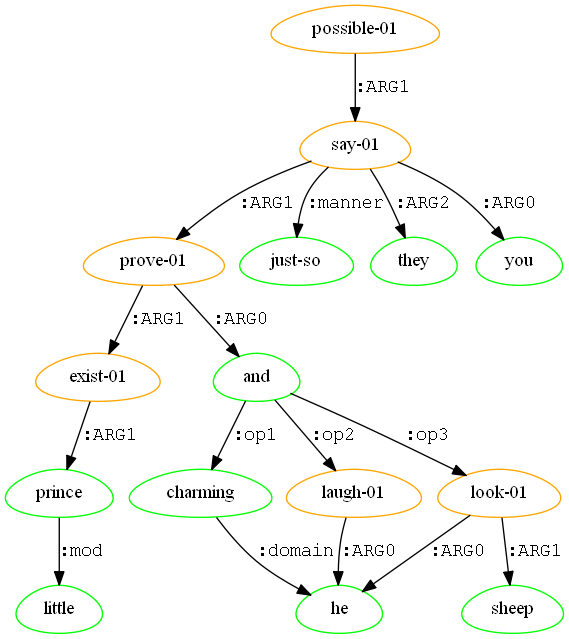 possible-01
:ARG1
say-01
:ARG1 :manner :ARG2 :ARG0
prove-01 just-so they you
:ARG1 :ARG0
exist-01 and
:ARG1 :op1 :op2 :op3
prince charming laugh-01 look-01
:mod :domain :ARG0 :ARG0 :ARG1
little he sheep